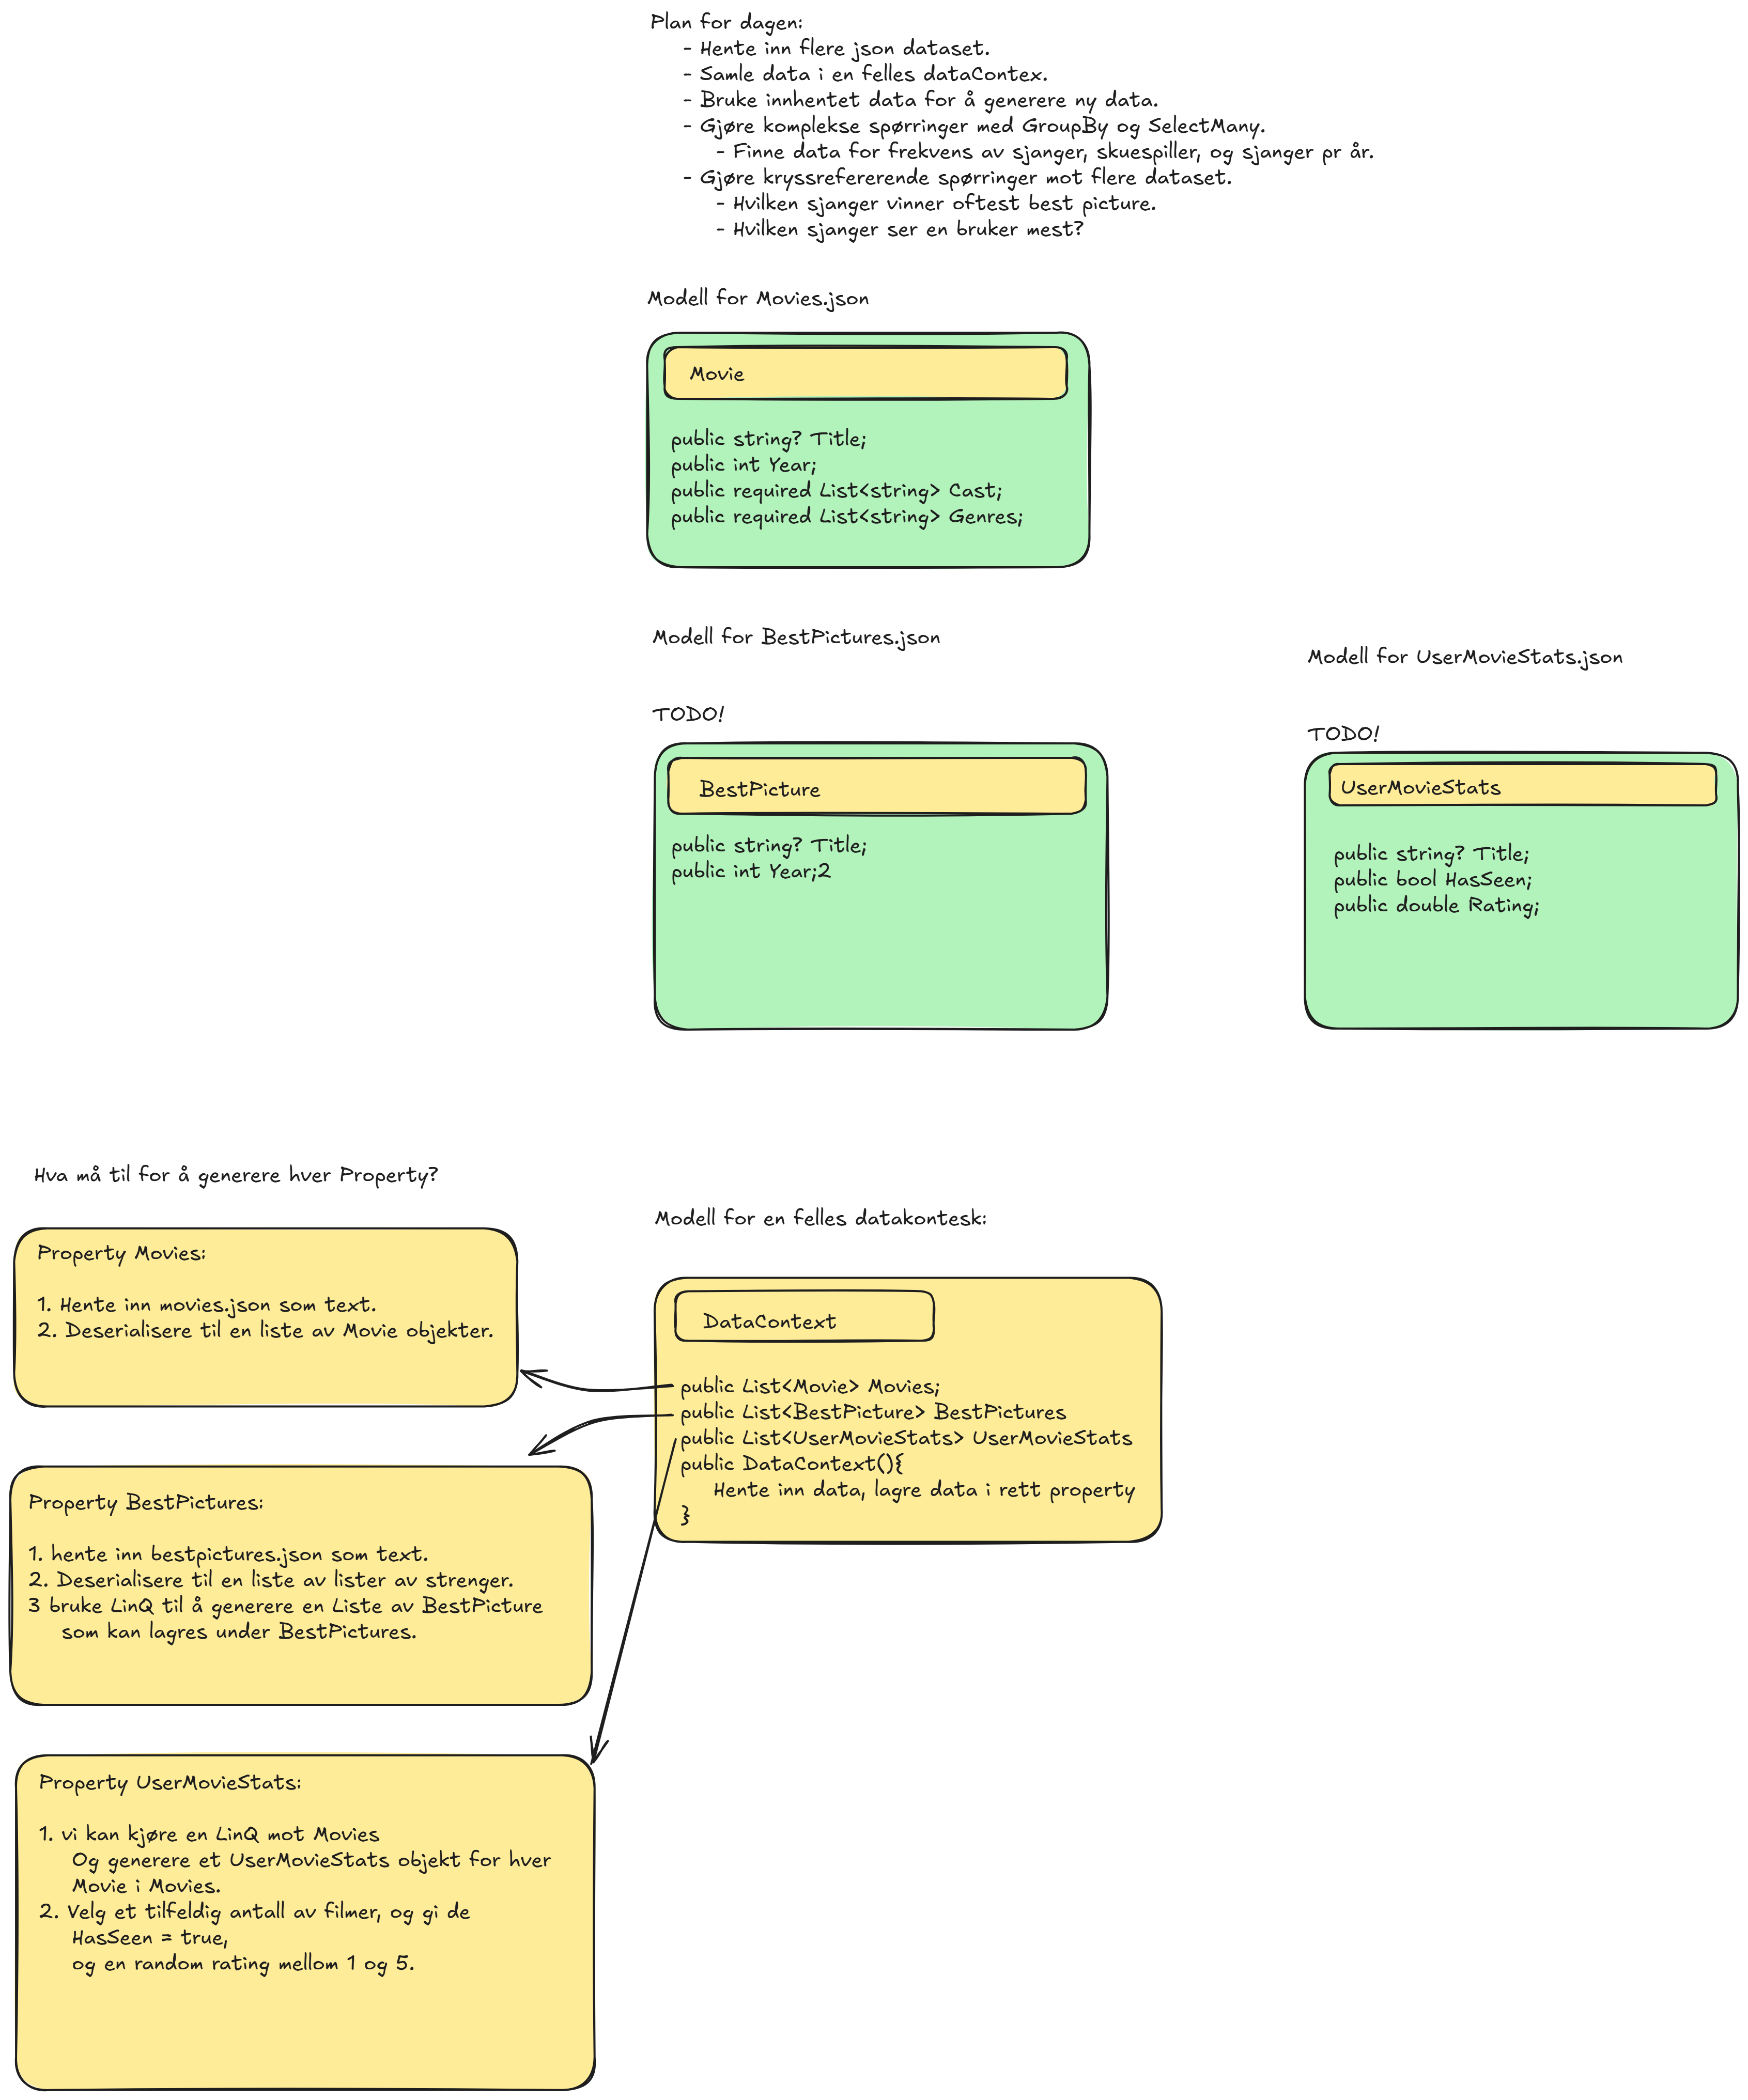 Plan for dagen:
- Hente inn flere json dataset.
- Samle data i en felles dataContex.
- Bruke innhentet data for å generere ny data.
- Gjøre komplekse spørringer med GroupBy og SelectMany.
- Finne data for frekvens av sjanger, skuespiller, og sjanger pr år.
- Gjøre kryssrefererende spørringer mot flere dataset.
- Hvilken sjanger vinner oftest best picture.
- Hvilken sjanger ser en bruker mest?
Modell for Movies.json
Movie
public string? Title;
public int Year;
public required List<string> Cast;
public required List<string> Genres;
Modell for BestPictures.json
TODO!
BestPicture
public string? Title;
public int Year;2
Modell for UserMovieStats.json
TODO!
UserMovieStats
public string? Title;
public bool HasSeen;
public double Rating;
Hva må til for å generere hver Property?
Property Movies:
1. Hente inn movies.json som text.
2. Deserialisere til en liste av Movie objekter.
Modell for en felles datakontesk:
DataContext
public List<Movie> Movies;
public List<BestPicture> BestPictures
public List<UserMovieStats> UserMovieStats
public DataContext(){
Hente inn data, lagre data i rett property
}
Property BestPictures:
1. hente inn bestpictures.json som text.
2. Deserialisere til en liste av lister av strenger.
3 bruke LinQ til å generere en Liste av BestPicture
som kan lagres under BestPictures.
Property UserMovieStats:
1. vi kan kjøre en LinQ mot Movies
Og generere et UserMovieStats objekt for hver
Movie i Movies.
2. Velg et tilfeldig antall av filmer, og gi de
HasSeen = true,
og en random rating mellom 1 og 5.